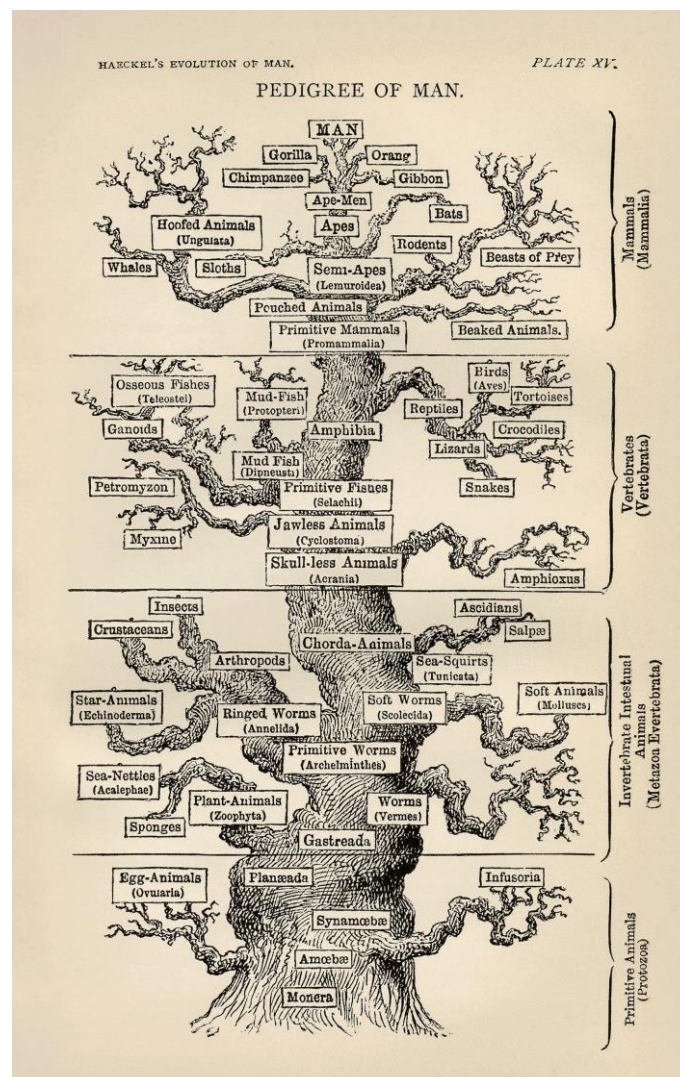 HAECKEL'S EVOLUTION OF MAN.
PLATE XV.
PEDIGREE OF MAN.
MAN
Gorilla
Orang
Chimpanzee
Gibbon
Ape-Men
Bats
Apes
Hoofed Animals
(Ungulata)
Rodents
Beasts of Prey
Whales
Sloths
Semi-Apes
(Lemuroidea)
Pouched Animals
Primitive Mammals
(Promammalia)
Beaked Animals.
Mammals
(Mammalia)
Osseous Fishes
(Teleostei)
Mud-Fish
(Protopteri)
Birds
(Aves)
Tortoises
Reptiles
Ganoids
Amphibia
Crocodiles
Lizards
Mud Fish
(Dipneusti)
Petromyzon
Primitive Fishes
(Selachii)
Snakes
Myxine
Jawless Animals
(Cyclostoma)
Skull-less Animals
(Acrania)
Amphioxus
Vertebrates
(Vertebrata)
Insects
Ascidians
Crustaceans
Salpæ
Chorda-Animals
Arthropods
Sea-Squirts
(Tunicata)
Star-Animals
(Echinoderma)
Ringed Worms
(Annelida)
Soft Worms
(Scolecida)
Soft Animals
(Molluscs)
Primitive Worms
(Archelminthes)
Sea-Nettles
(Acalephae)
Plant-Animals
(Zoophyta)
Worms
(Vermes)
Sponges
Gastreada
Invertebrate Intestinal
Animals
(Metazoa Evertebrata)
Egg-Animals
(Ovularia)
Planæada
Infusoria
Synamœbæ
Amœbæ
Monera
Primitive Animals
(Protozoa)